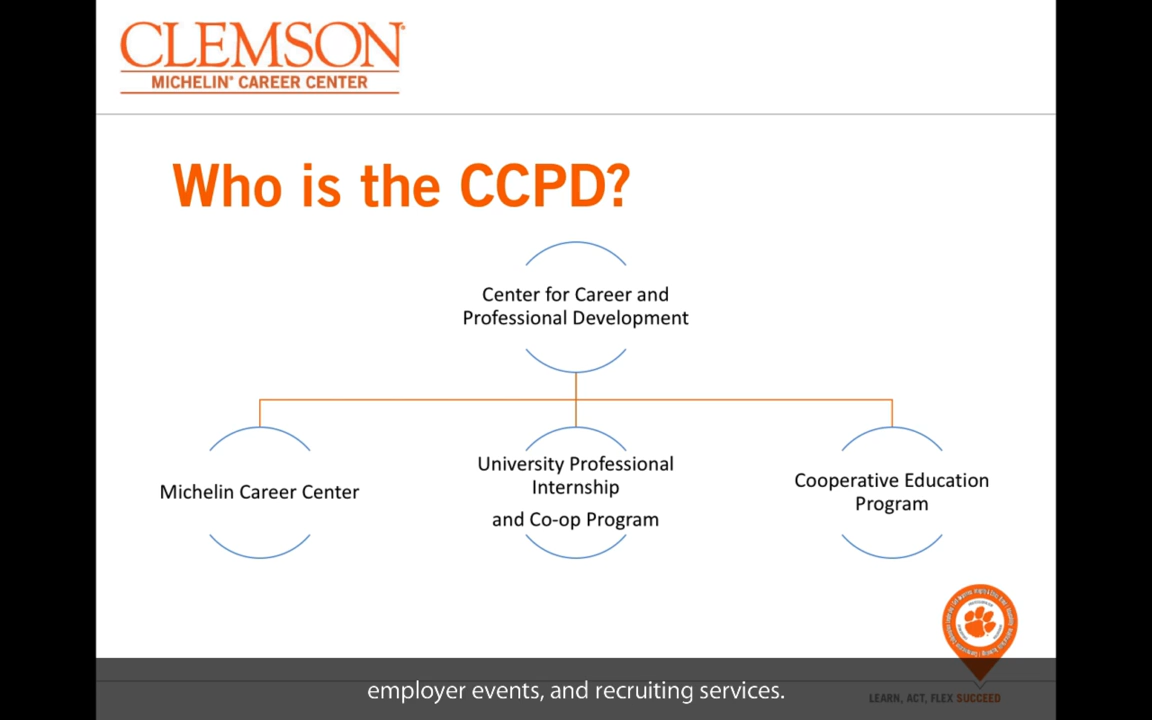 CLEMSON
MICHELIN® CAREER CENTER
Who is the CCPD?
Center for Career and
Professional Development
Michelin Career Center
University Professional
Internship
and Co-op Program
Cooperative Education
Program
employer events, and recruiting services.
LEARN, ACT, FLEX SUCCEED